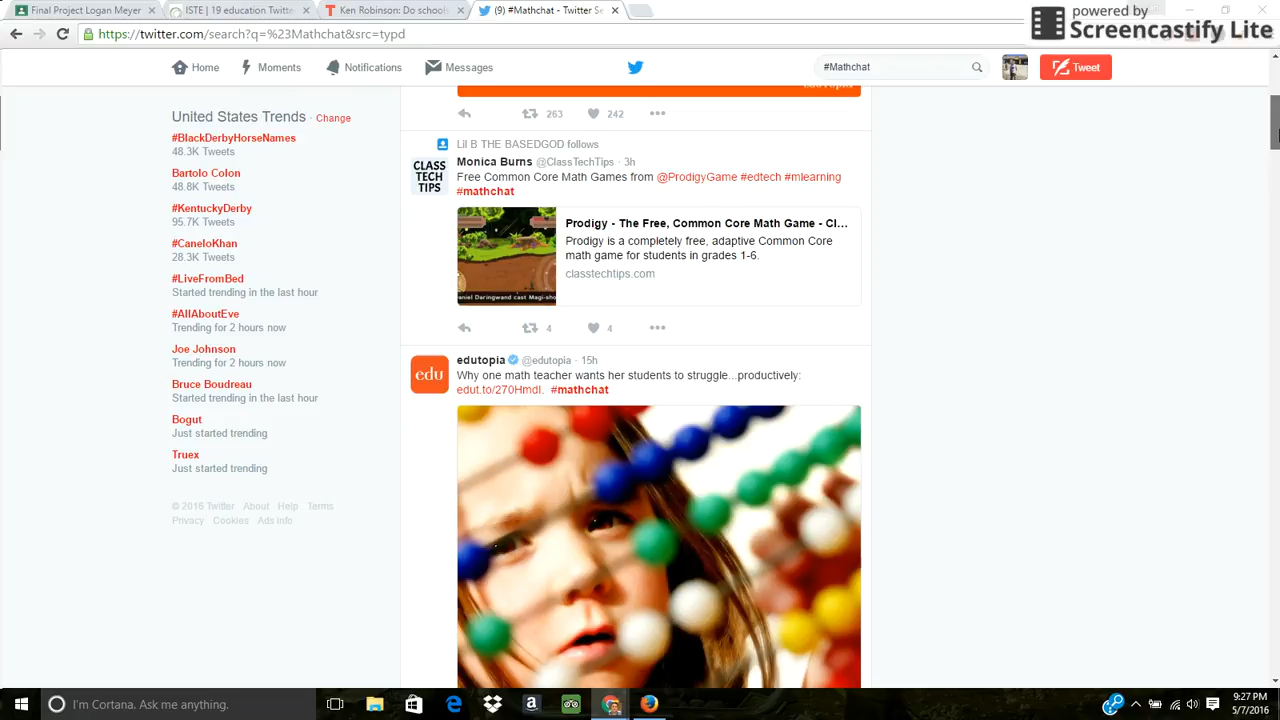 Final Project Logan Meyer
ISTE | 19 educational Twitte
Ken Robinson: Do schools
(9) #Mathchat - Twitter Se
powered by
Screencastify Lite
https://twitter.com/search?q=%23Mathchat&src=typd
Home
Moments
Notifications
Messages
#Mathchat
Tweet
United States Trends · Change
#BlackDerbyHorseNames
48.3K Tweets
Bartolo Colon
48.8K Tweets
#KentuckyDerby
95.7K Tweets
#CaneloKhan
28.3K Tweets
#LiveFromBed
Started trending in the last hour
#AllAboutEve
Trending for 2 hours now
Joe Johnson
Trending for 2 hours now
Bruce Boudreau
Started trending in the last hour
Bogut
Just started trending
Truex
Just started trending
© 2016 Twitter About Help Terms
Privacy Cookies Ads info
263 242
Lil B THE BASEDGOD follows
CLASS
TECH
TIPS
Monica Burns @ClassTechTips · 3h
Free Common Core Math Games from @ProdigyGame #edtech #mlearning
#mathchat
Prodigy - The Free, Common Core Math Game - Cl...
Prodigy is a completely free, adaptive Common Core
math game for students in grades 1-6.
classtechtips.com
Daniel Daringwand cast Magi-sho
4 4
edu
edutopia @edutopia · 15h
Why one math teacher wants her students to struggle...productively:
edut.to/270HmdI. #mathchat
I'm Cortana. Ask me anything.
9:27 PM
5/7/2016